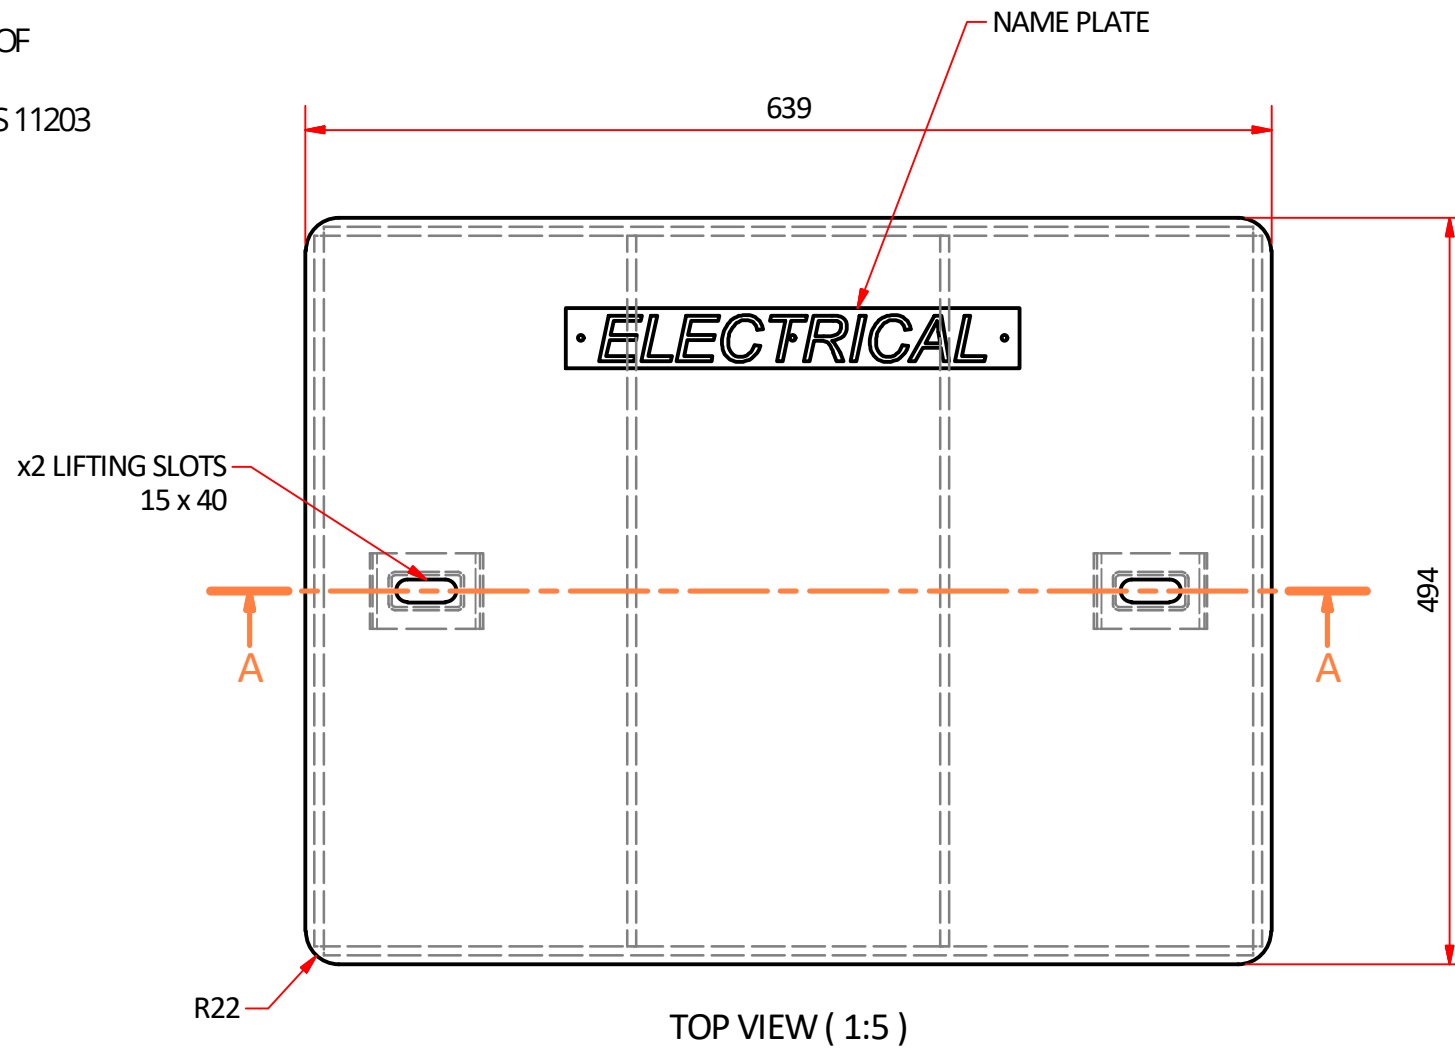 OF
S 11203
NAME PLATE
639
ELECTRICAL
x2 LIFTING SLOTS
15 x 40
494
A
A
R22
TOP VIEW ( 1:5 )